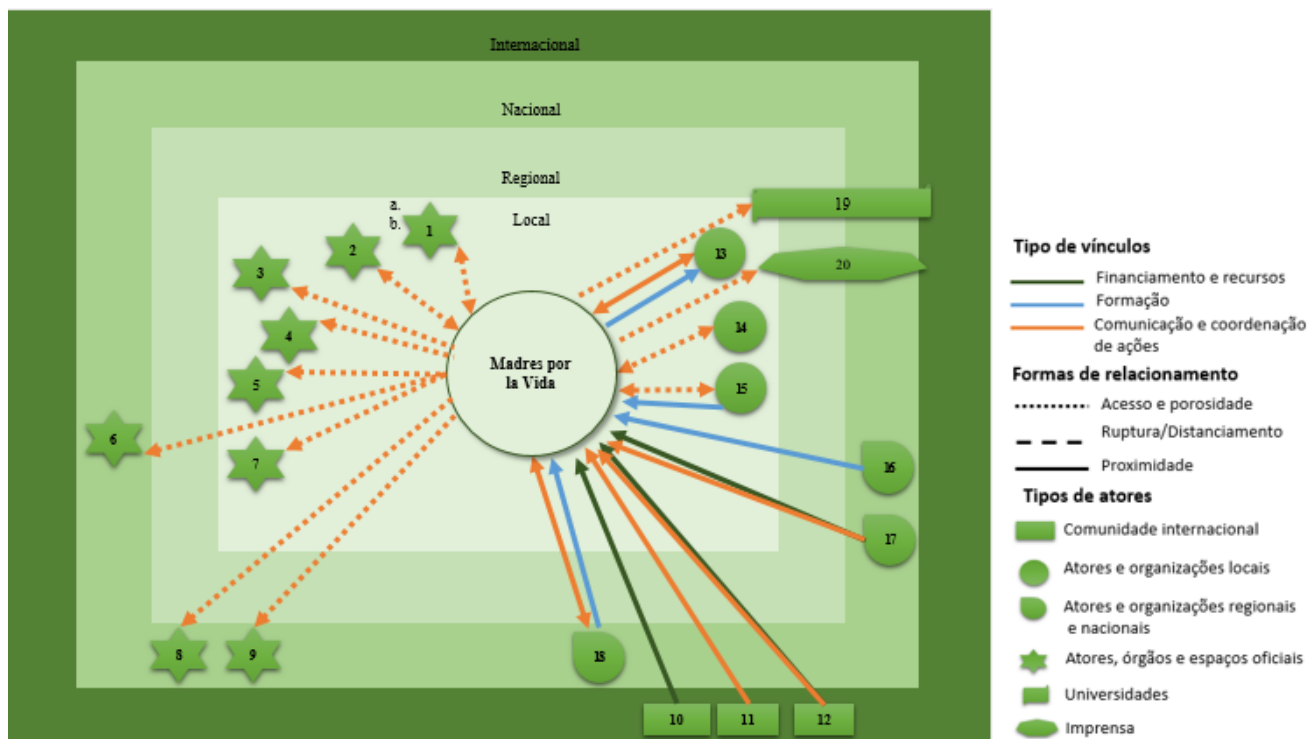 Internacional
Nacional
Regional
Local
a.
b.
1
2
3
4
5
6
7
8
9
Madres por
la Vida
19
13
20
14
15
16
17
18
10
11
12
Tipo de vínculos
Financiamento e recursos
Formação
Comunicação e coordenação
de ações
Formas de relacionamento
Acesso e porosidade
Ruptura/Distanciamento
Proximidade
Tipos de atores
Comunidade internacional
Atores e organizações locais
Atores e organizações regionais
e nacionais
Atores, órgãos e espaços oficiais
Universidades
Imprensa